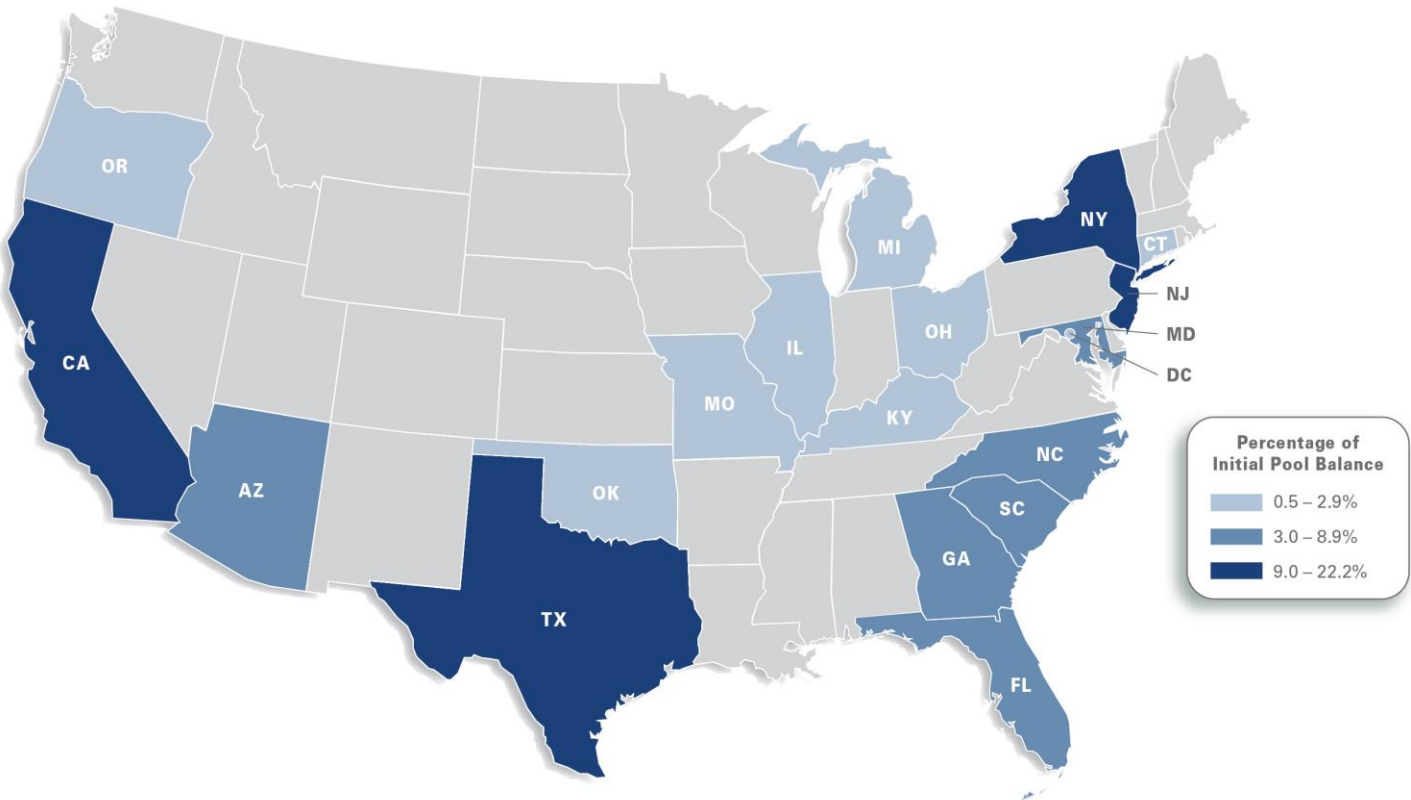 OR
NY
MI
CT
NJ
MD
OH
IL
CA
DC
MO
KY
NC
AZ
OK
SC
GA
TX
FL
Percentage of
Initial Pool Balance
0.5 – 2.9%
3.0 – 8.9%
9.0 – 22.2%